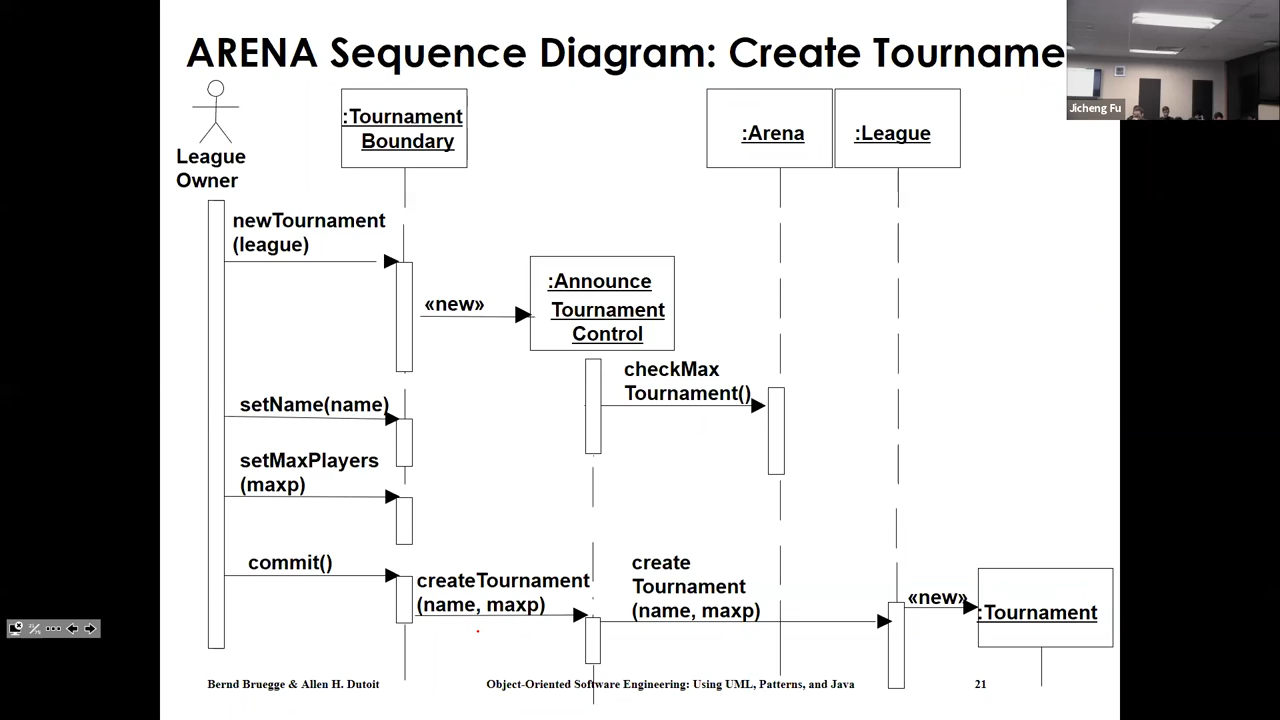 ARENA Sequence Diagram: Create Tourname
Jicheng Fu
League
Owner
:Tournament
Boundary
:Arena
:League
newTournament
(league)
«new»
:Announce
Tournament
Control
checkMax
Tournament()
setName(name)
setMaxPlayers
(maxp)
commit()
createTournament
(name, maxp)
create
Tournament
(name, maxp)
«new»
:Tournament
Bernd Bruegge & Allen H. Dutoit
Object-Oriented Software Engineering: Using UML, Patterns, and Java
21